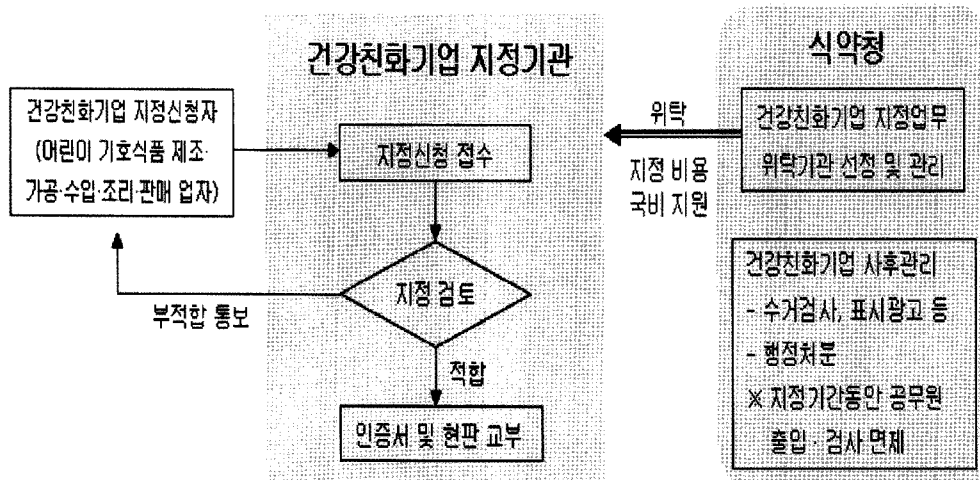 건강친화기업 지정기관
식약청
건강친화기업 지정신청자
(어린이 기호식품 제조·
가공·수입·조리·판매 업자)
지정신청 접수
지정 검토
부적합 통보
적합
인증서 및 현판 교부
위탁
지정 비용
국비 지원
건강친화기업 지정업무
위탁기관 선정 및 관리
건강친화기업 사후관리
- 수거검사, 표시광고 등
- 행정처분
※ 지정기간동안 공무원
출입·검사 면제